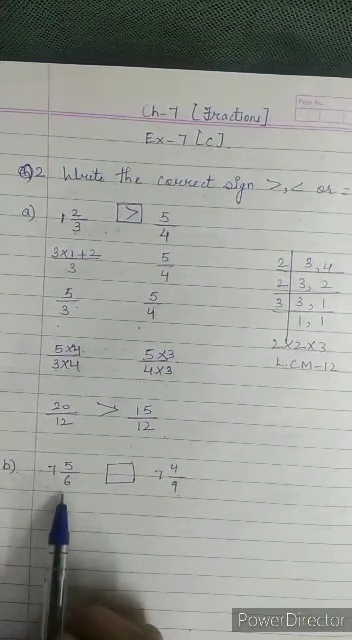 Page No.
Ch-7 [Fractions]
Ex-7 [C].
Q2 Write the correct sign >, < or =
a) 1 2/3 > 5/4
3×1+2/3 5/4
5/3 5/4
5×4/3×4 5×3/4×3
20/12 > 15/12
2 | 3, 4
2 | 3, 2
3 | 3, 1
1, 1
2×2×3
L.C.M-12
b) 7 5/6 □ 7 4/9
PowerDirector